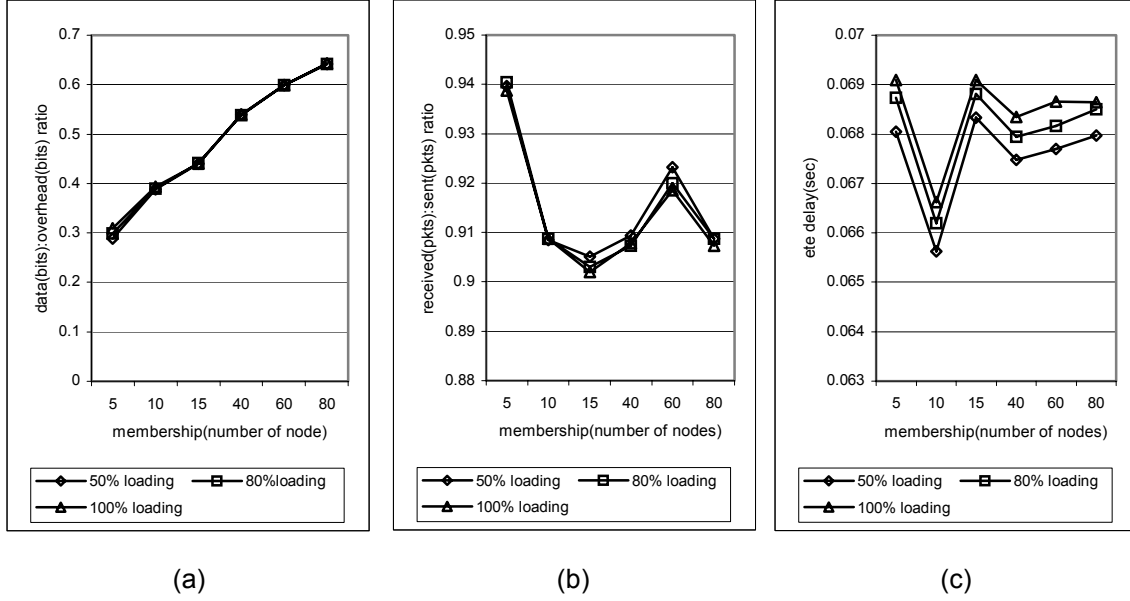 0.7
0.6
0.5
0.4
0.3
0.2
0.1
0
data(bits):overhead(bits) ratio
5 10 15 40 60 80
membership(number of node)
50% loading 80%loading
100% loading
(a)
0.95
0.94
0.93
0.92
0.91
0.9
0.89
0.88
received(pkts):sent(pkts) ratio
5 10 15 40 60 80
membership(number of nodes)
50% loading 80% loading
100% loading
(b)
0.07
0.069
0.068
0.067
0.066
0.065
0.064
0.063
ete delay(sec)
5 10 15 40 60 80
membership(number of nodes)
50% loading 80% loading
100% loading
(c)